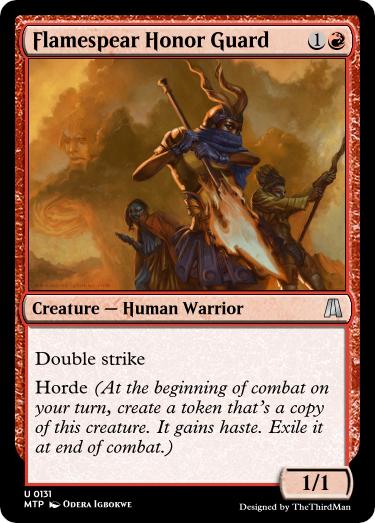 Flamespear Honor Guard 1
Creature — Human Warrior
Double strike
Horde (At the beginning of combat on
your turn, create a token that's a copy
of this creature. It gains haste. Exile it
at end of combat.)
1/1
U 0131
MTP Odera Igbokwe
Designed by TheThirdMan